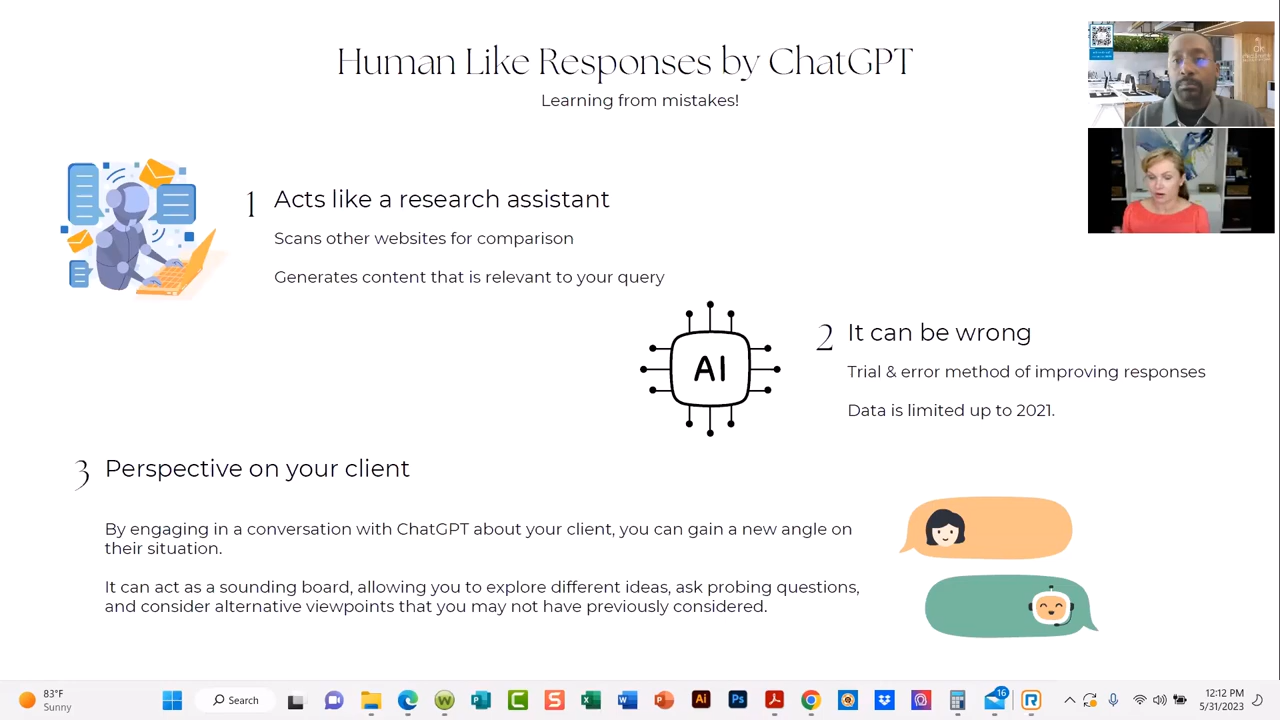 Human Like Responses by ChatGPT
Learning from mistakes!
1 Acts like a research assistant
Scans other websites for comparison
Generates content that is relevant to your query
AI
2 It can be wrong
Trial & error method of improving responses
Data is limited up to 2021.
3 Perspective on your client
By engaging in a conversation with ChatGPT about your client, you can gain a new angle on
their situation.
It can act as a sounding board, allowing you to explore different ideas, ask probing questions,
and consider alternative viewpoints that you may not have previously considered.
83°F
Sunny
Search
Ai
Ps
16
12:12 PM
5/31/2023